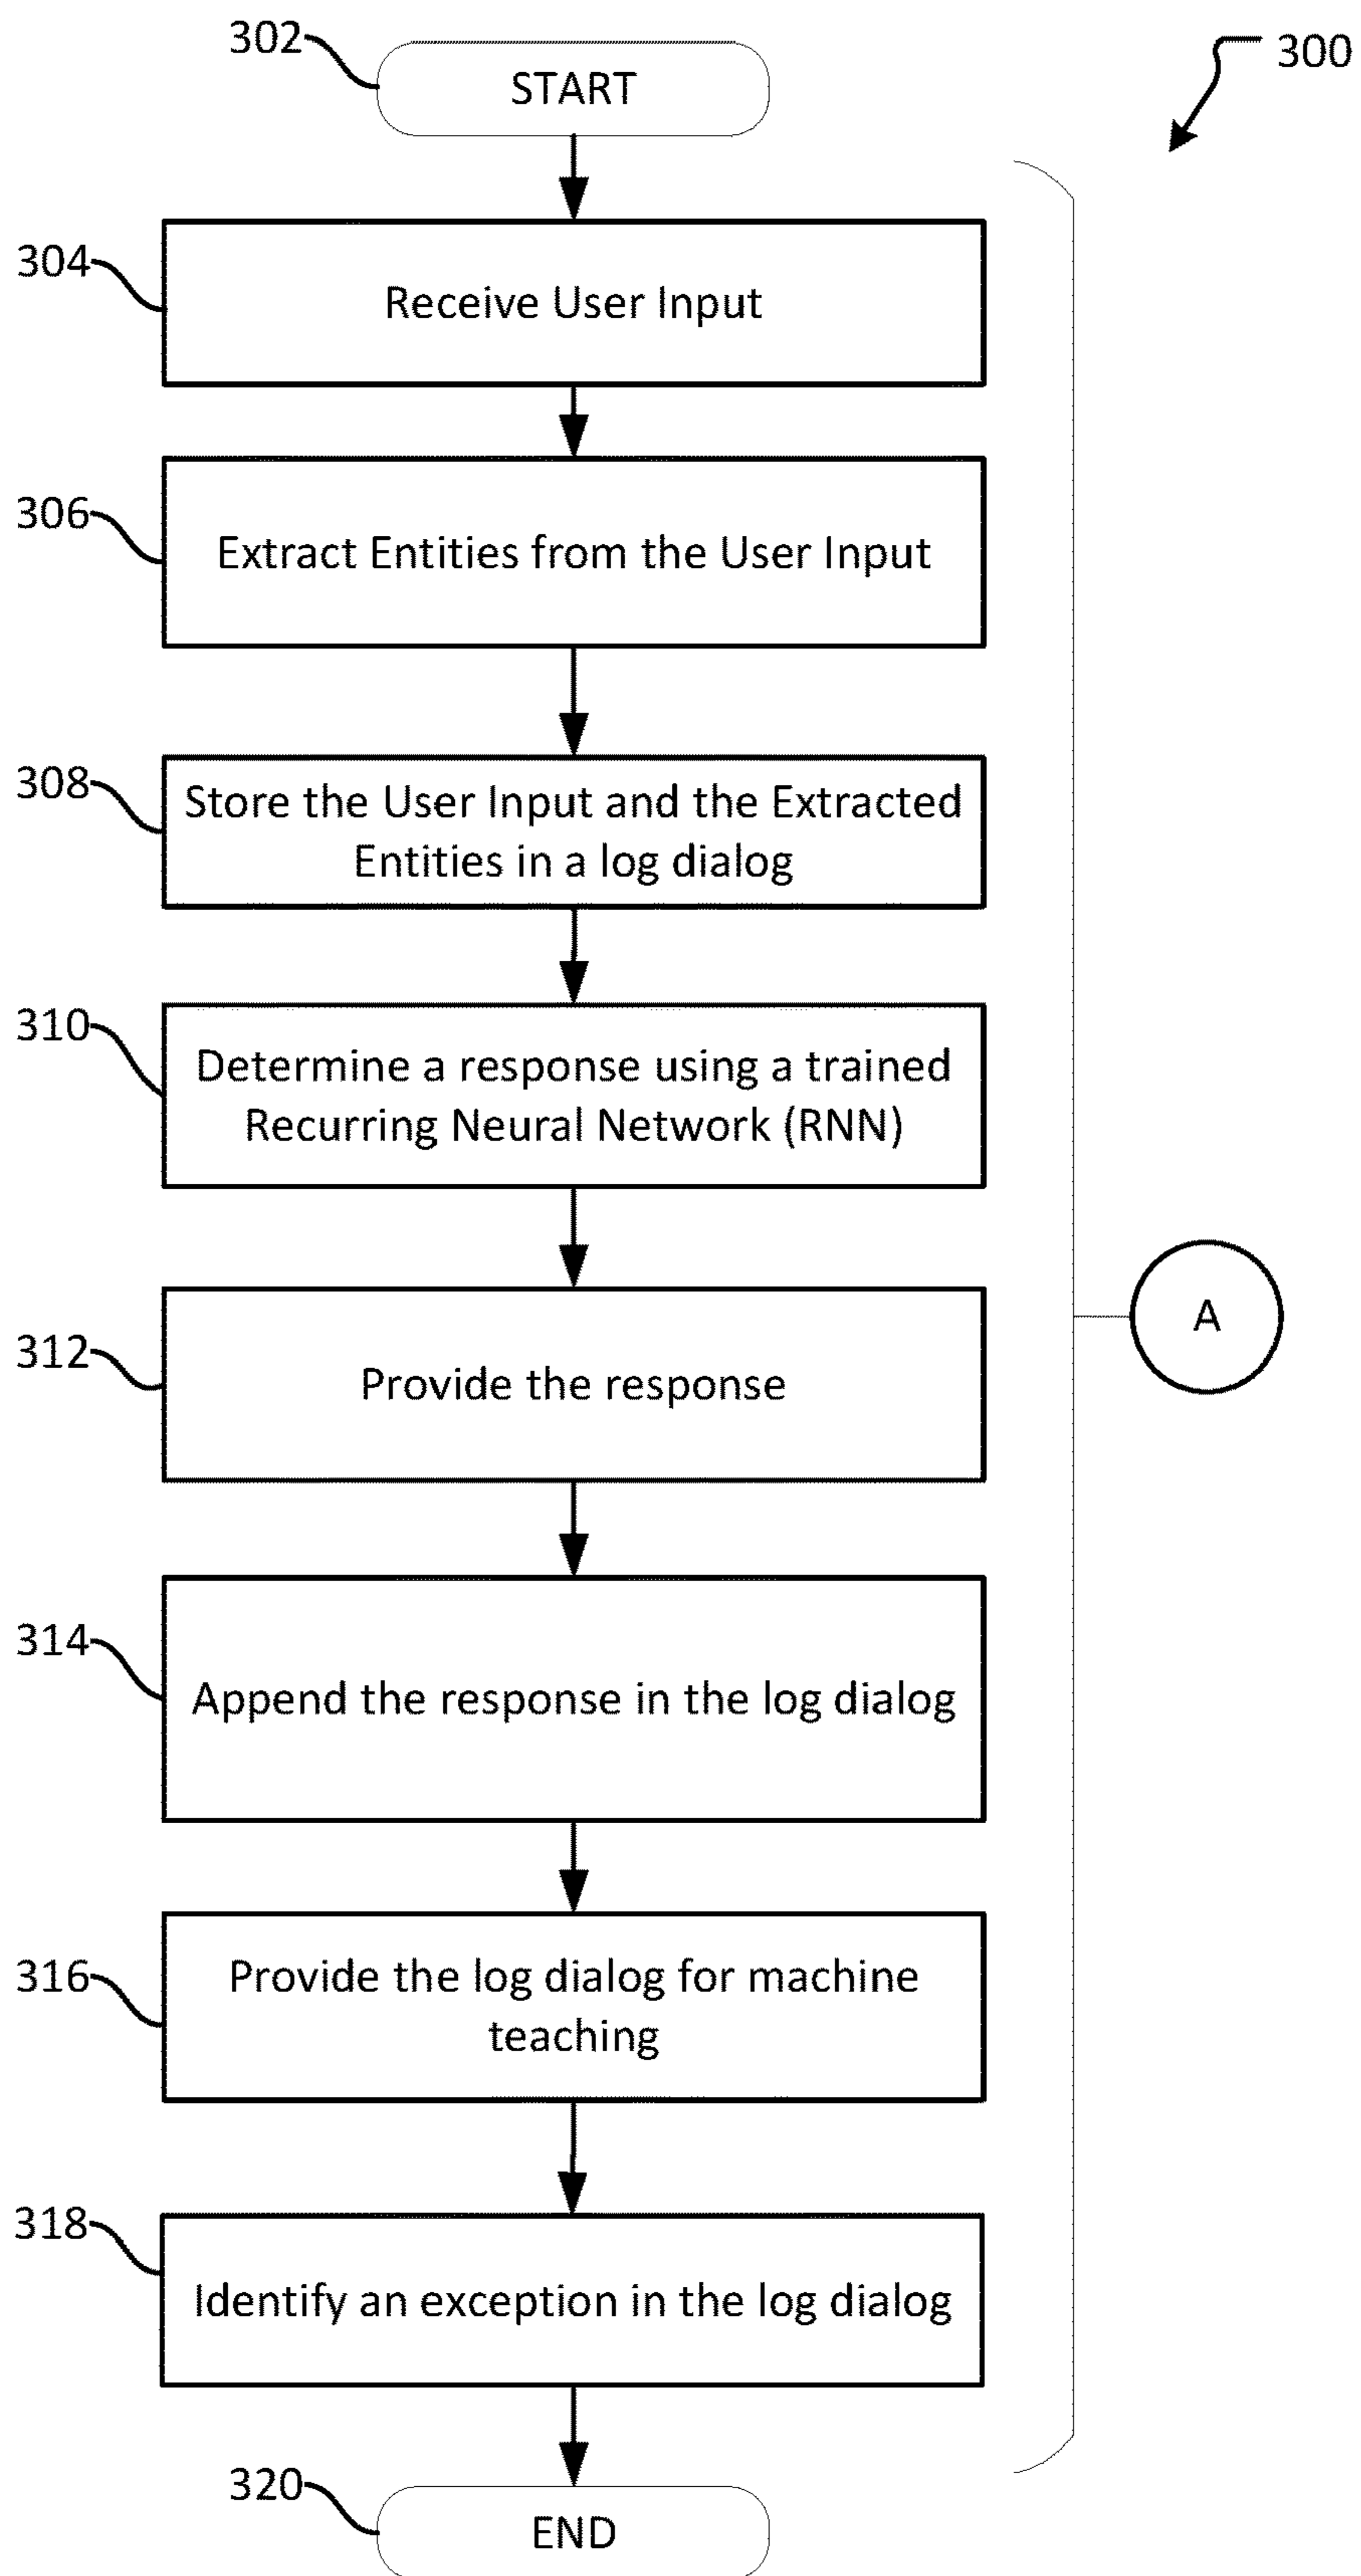 302
START
300
304
Receive User Input
306
Extract Entities from the User Input
308
Store the User Input and the Extracted
Entities in a log dialog
310
Determine a response using a trained
Recurring Neural Network (RNN)
312
Provide the response
A
314
Append the response in the log dialog
316
Provide the log dialog for machine
teaching
318
Identify an exception in the log dialog
320
END